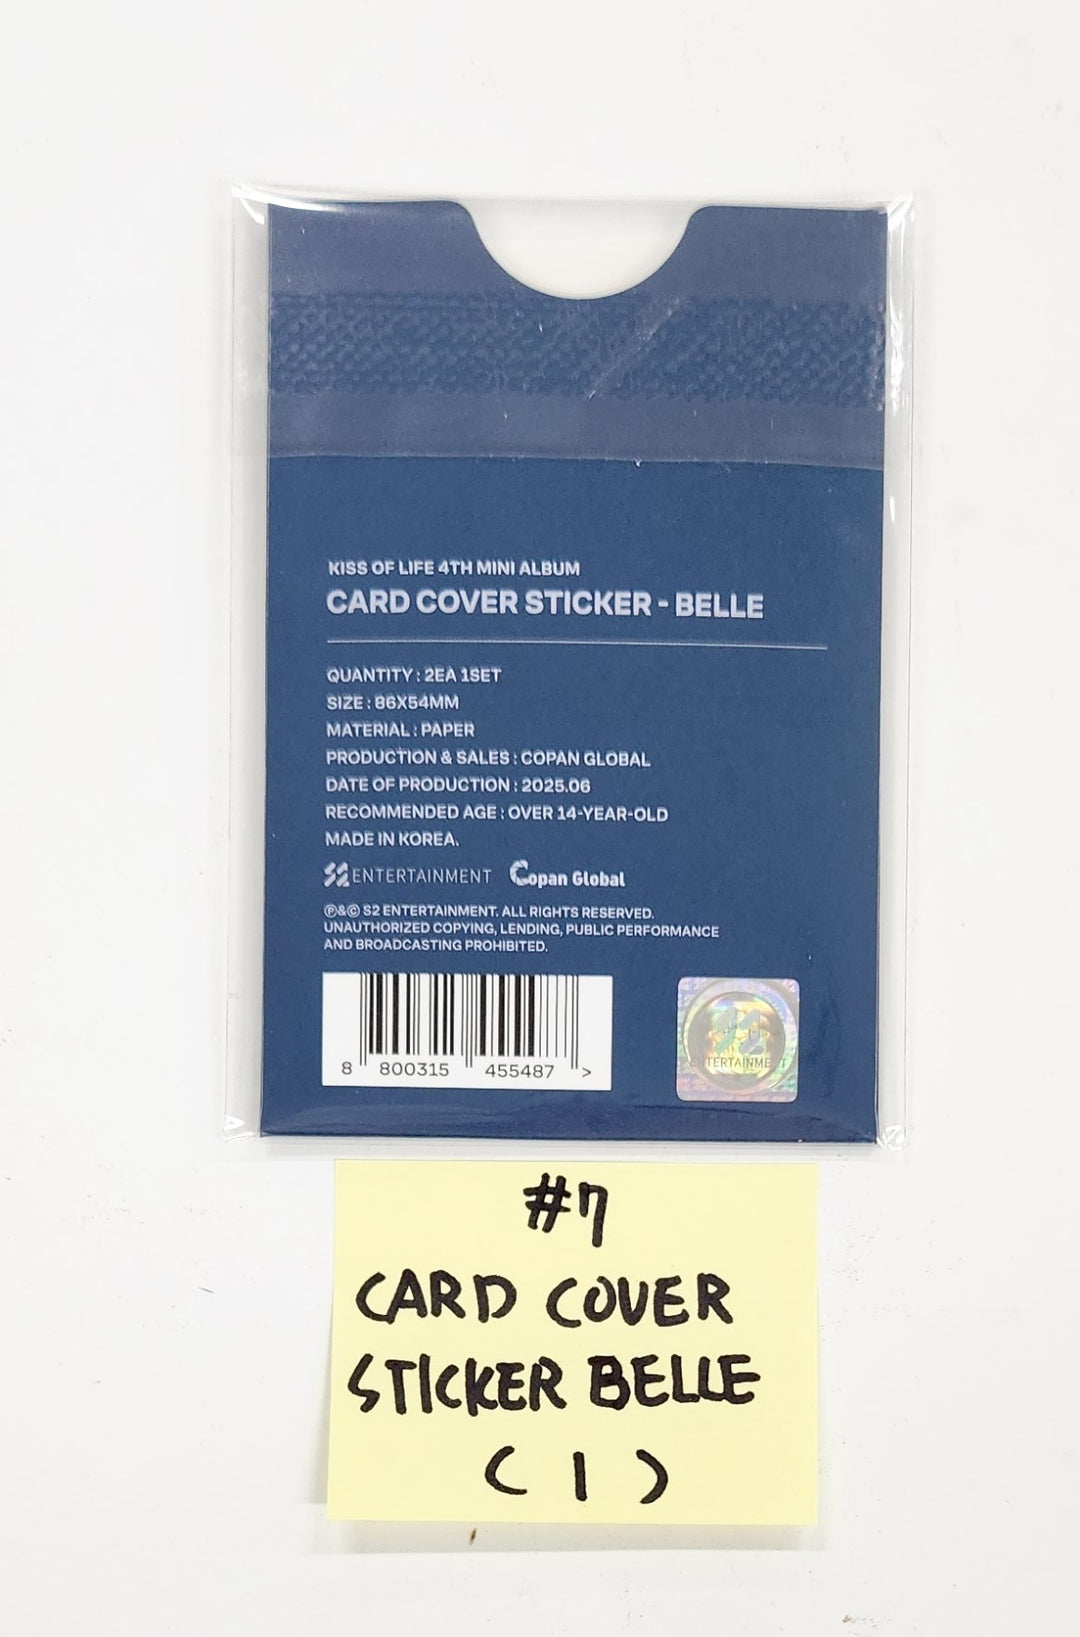 KISS OF LIFE 4TH MINI ALBUM
CARD COVER STICKER - BELLE
QUANTITY : 2EA 1SET
SIZE : 86X54MM
MATERIAL : PAPER
PRODUCTION & SALES : COPAN GLOBAL
DATE OF PRODUCTION : 2025.06
RECOMMENDED AGE : OVER 14-YEAR-OLD
MADE IN KOREA.
S2 ENTERTAINMENT Copan Global
Ⓟ&© S2 ENTERTAINMENT. ALL RIGHTS RESERVED.
UNAUTHORIZED COPYING, LENDING, PUBLIC PERFORMANCE
AND BROADCASTING PROHIBITED.
8 800315 455487 >
S2
ENTERTAINMENT
#7
CARD COVER
STICKER BELLE
( 1 )